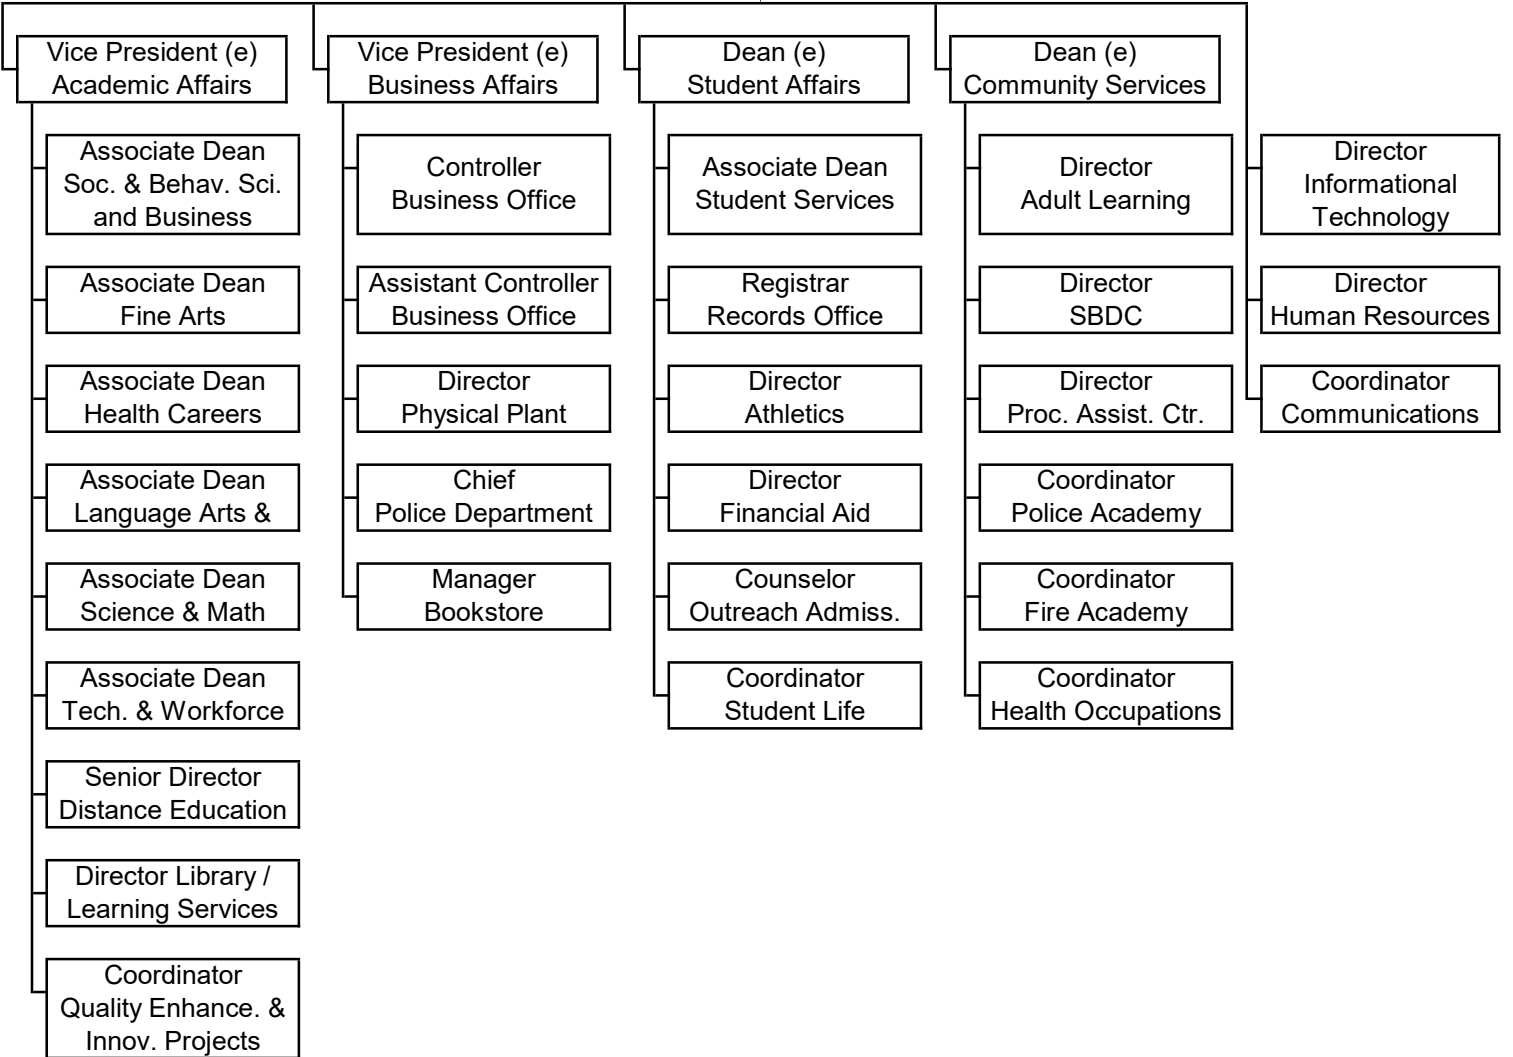 Vice President (e)
Academic Affairs
Vice President (e)
Business Affairs
Dean (e)
Student Affairs
Dean (e)
Community Services
Associate Dean
Soc. & Behav. Sci.
and Business
Controller
Business Office
Associate Dean
Student Services
Director
Adult Learning
Director
Informational
Technology
Associate Dean
Fine Arts
Assistant Controller
Business Office
Registrar
Records Office
Director
SBDC
Director
Human Resources
Associate Dean
Health Careers
Director
Physical Plant
Director
Athletics
Director
Proc. Assist. Ctr.
Coordinator
Communications
Associate Dean
Language Arts &
Chief
Police Department
Director
Financial Aid
Coordinator
Police Academy
Associate Dean
Science & Math
Manager
Bookstore
Counselor
Outreach Admiss.
Coordinator
Fire Academy
Associate Dean
Tech. & Workforce
Coordinator
Student Life
Coordinator
Health Occupations
Senior Director
Distance Education
Director Library /
Learning Services
Coordinator
Quality Enhance. &
Innov. Projects